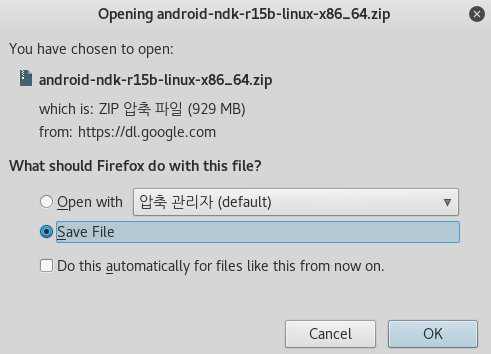 Opening android-ndk-r15b-linux-x86_64.zip
You have chosen to open:
android-ndk-r15b-linux-x86_64.zip
which is: ZIP 압축 파일 (929 MB)
from: https://dl.google.com
What should Firefox do with this file?
Open with 압축 관리자 (default)
Save File
Do this automatically for files like this from now on.
Cancel OK